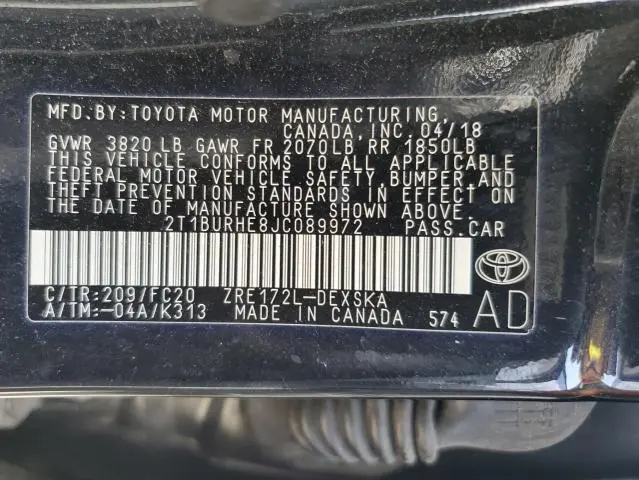 MFD.BY:TOYOTA MOTOR MANUFACTURING,
CANADA,INC. 04/18
GVWR 3820 LB GAWR FR 2070LB RR 1850LB
THIS VEHICLE CONFORMS TO ALL APPLICABLE
FEDERAL MOTOR VEHICLE SAFETY,BUMPER,AND
THEFT PREVENTION STANDARDS IN EFFECT ON
THE DATE OF MANUFACTURE SHOWN ABOVE.
2T1BURHE8JC089972 PASS.CAR
C/TR:209/FC20 ZRE172L-DEXSKA
A/TM:-04A/K313 MADE IN CANADA 574
AD